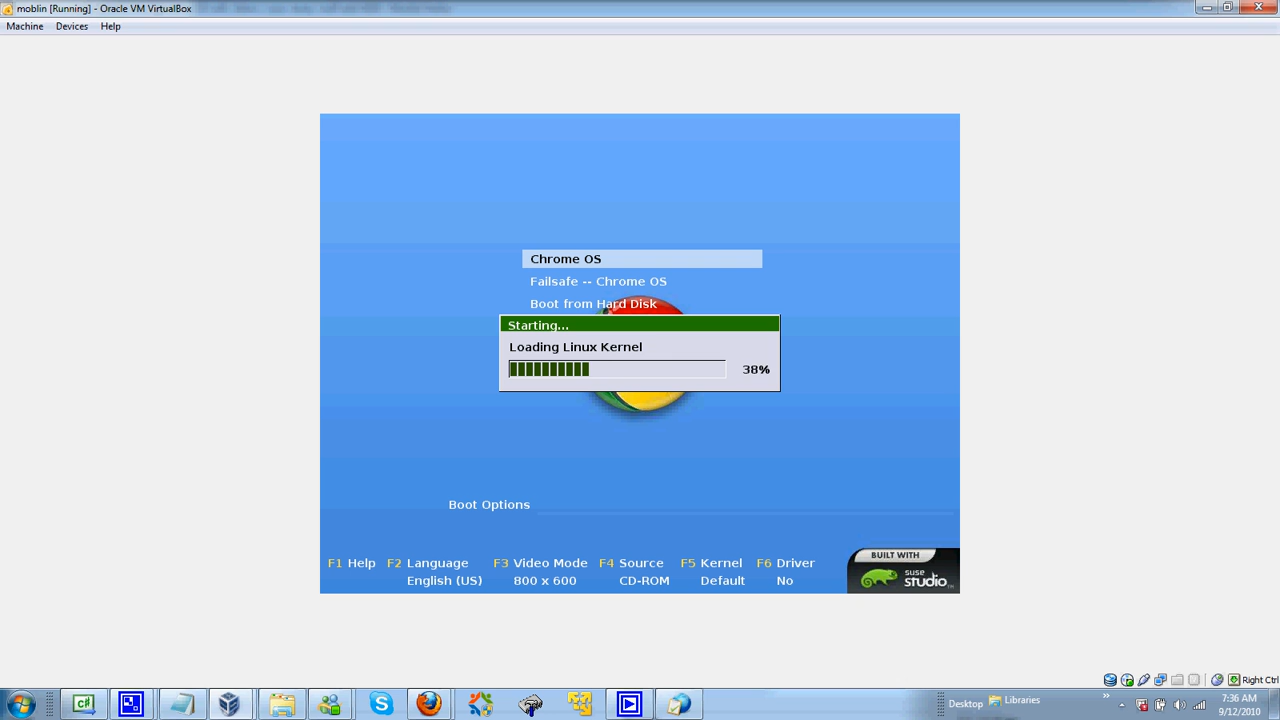 moblin [Running] - Oracle VM VirtualBox
Machine Devices Help
Chrome OS
Failsafe -- Chrome OS
Boot from Hard Disk
Starting...
Loading Linux Kernel
38%
Boot Options
F1 Help F2 Language F3 Video Mode F4 Source F5 Kernel F6 Driver
English (US) 800 x 600 CD-ROM Default No
BUILT WITH
suse
studio
Right Ctrl
C#
Desktop Libraries
7:36 AM
9/12/2010